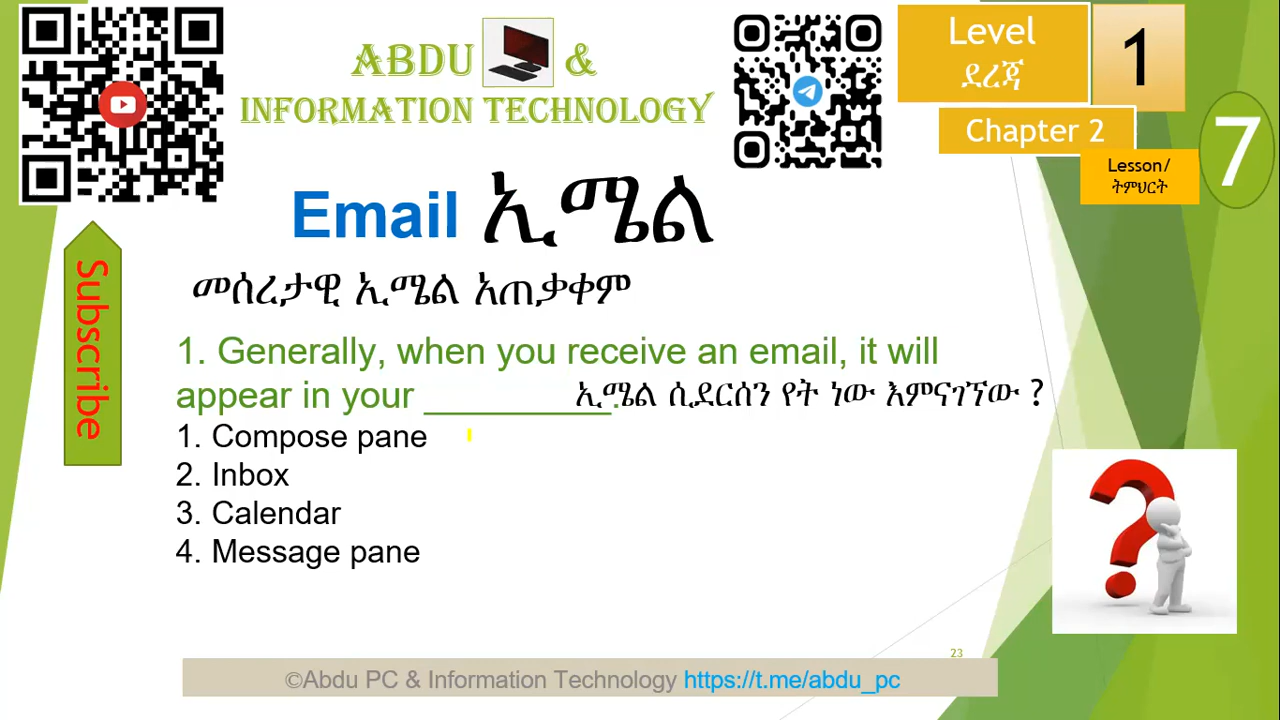 ABDU &
INFORMATION TECHNOLOGY
Level
ደረጃ
1
Chapter 2
Lesson/
ትምህርት
7
Email ኢሜል
መሰረታዊ ኢሜል አጠቃቀም
Subscribe
1. Generally, when you receive an email, it will
appear in your __________. ኢሜል ሲደርሰን የት ነው እምናገኘው ?
1. Compose pane
2. Inbox
3. Calendar
4. Message pane
23
©Abdu PC & Information Technology https://t.me/abdu_pc